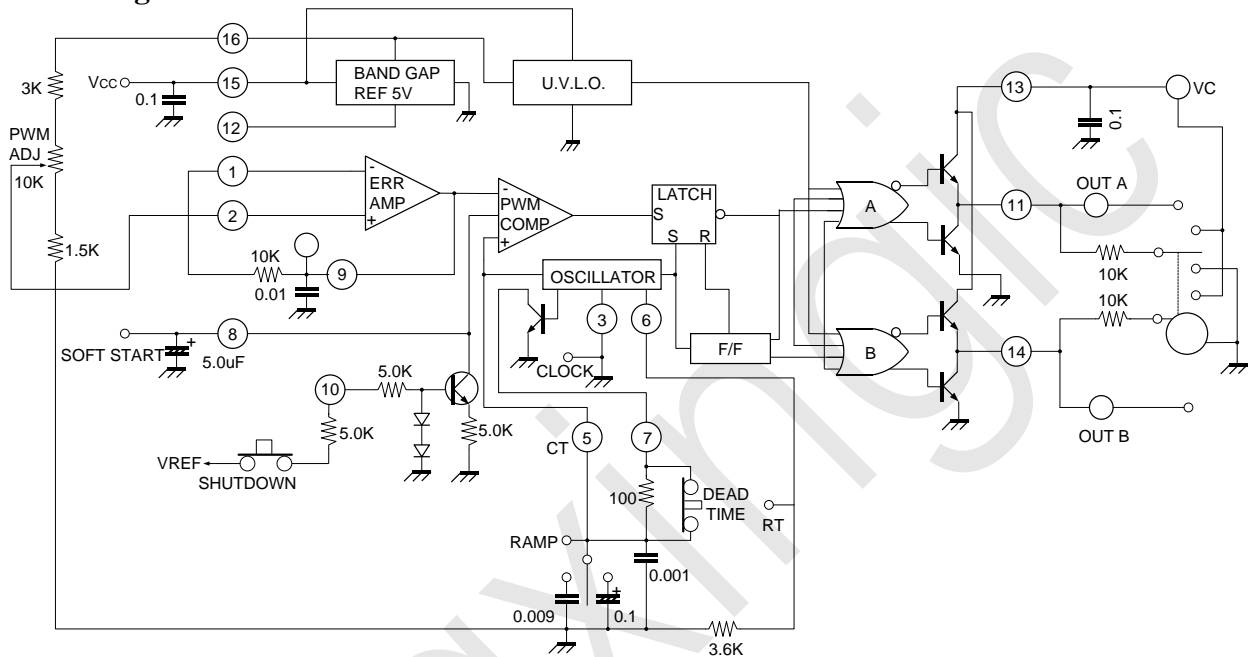 16
3K
Vcc
15
BAND GAP
REF 5V
U.V.L.O.
13
VC
0.1
0.1
12
PWM
ADJ
10K
1
-
ERR
AMP
+
2
-
PWM
COMP
+
LATCH
S
S
R
A
11
OUT A
1.5K
10K
0.01
9
OSCILLATOR
10K
10K
3
6
8
SOFT START
+
5.0uF
F/F
B
14
CLOCK
10
5.0K
5.0K
5.0K
VREF
SHUTDOWN
CT
5
7
OUT B
100
DEAD
TIME
RT
RAMP
0.001
+
0.009
0.1
3.6K